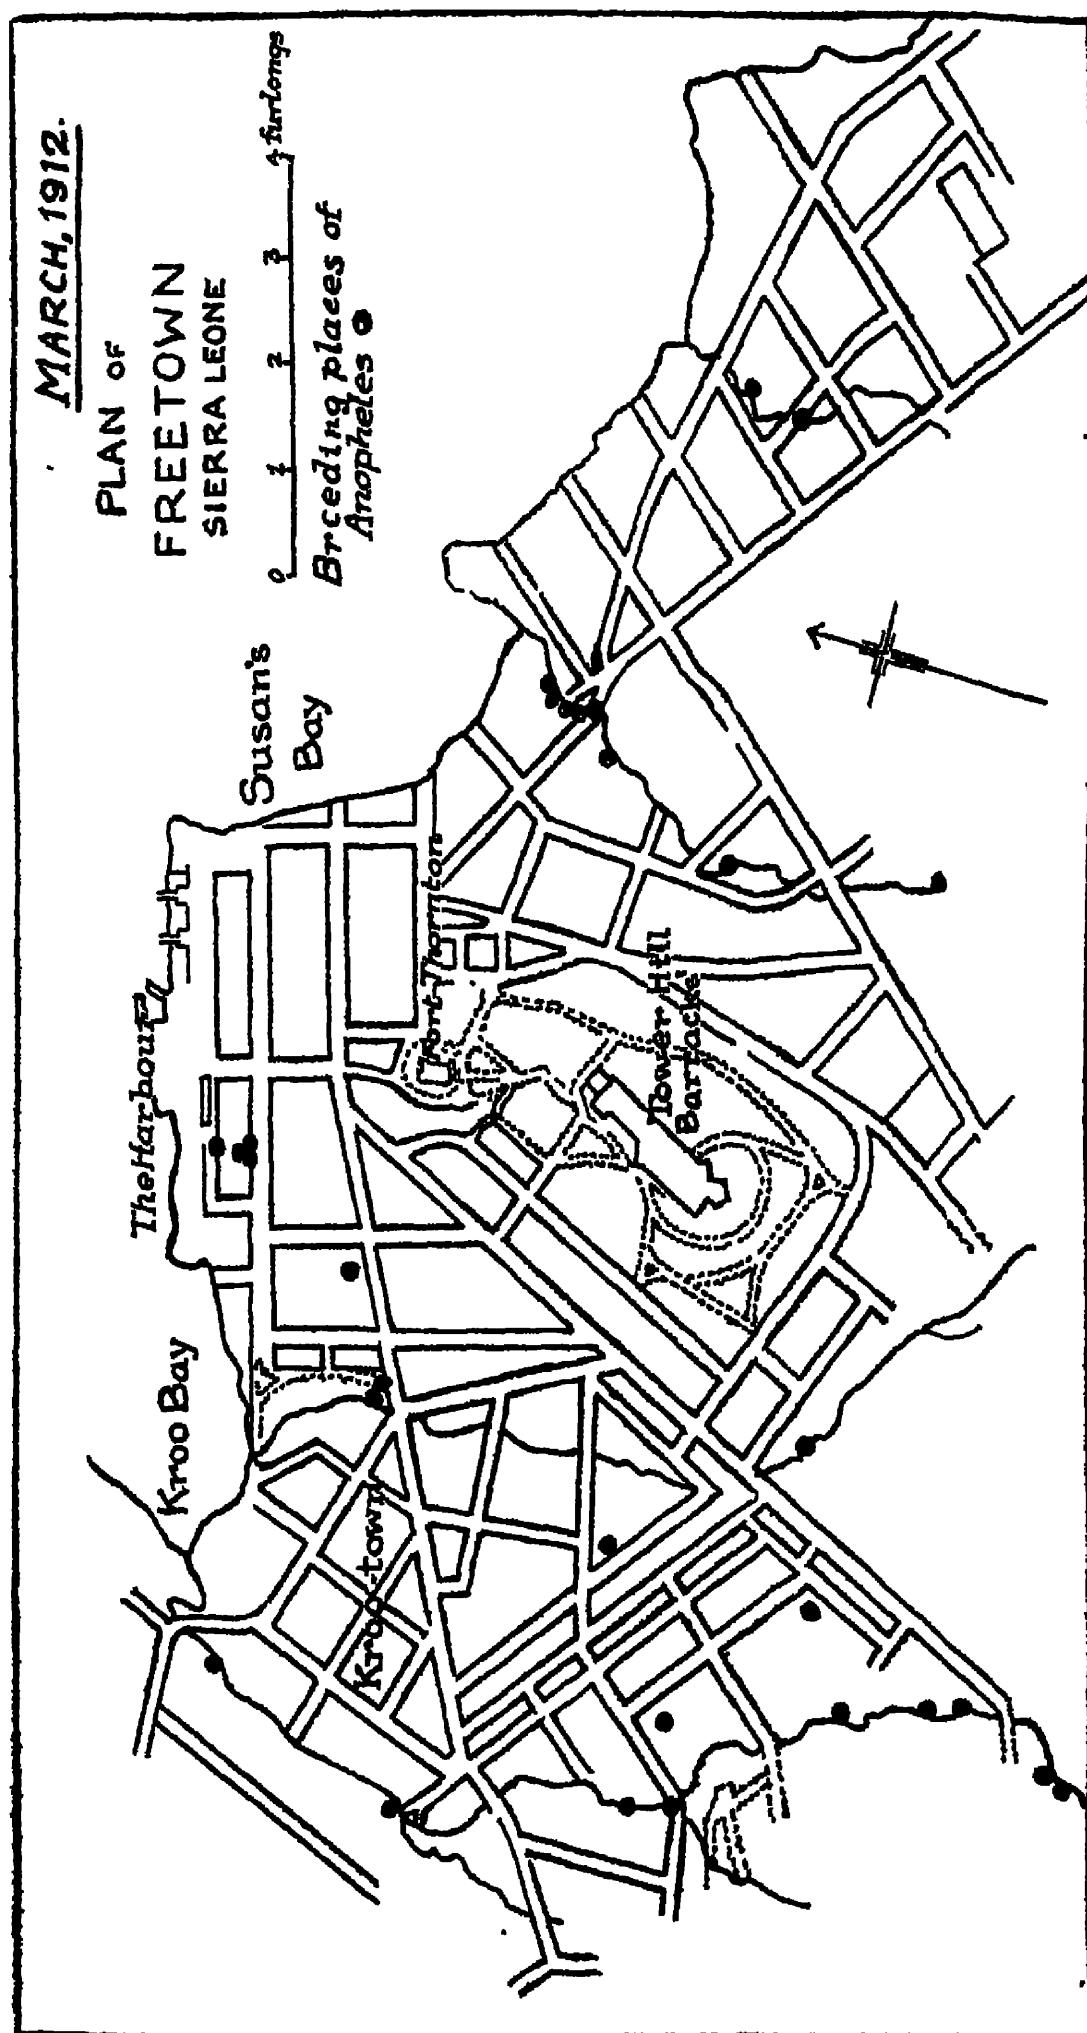 MARCH, 1912.
PLAN OF
FREETOWN
SIERRA LEONE
0 1 2 3 4 furlongs
Breeding places of
Anopheles
Susan's
Bay
The Harbour
Kroo Bay
Fort Thornton
Tower Hill
Barracks
Kroo-town